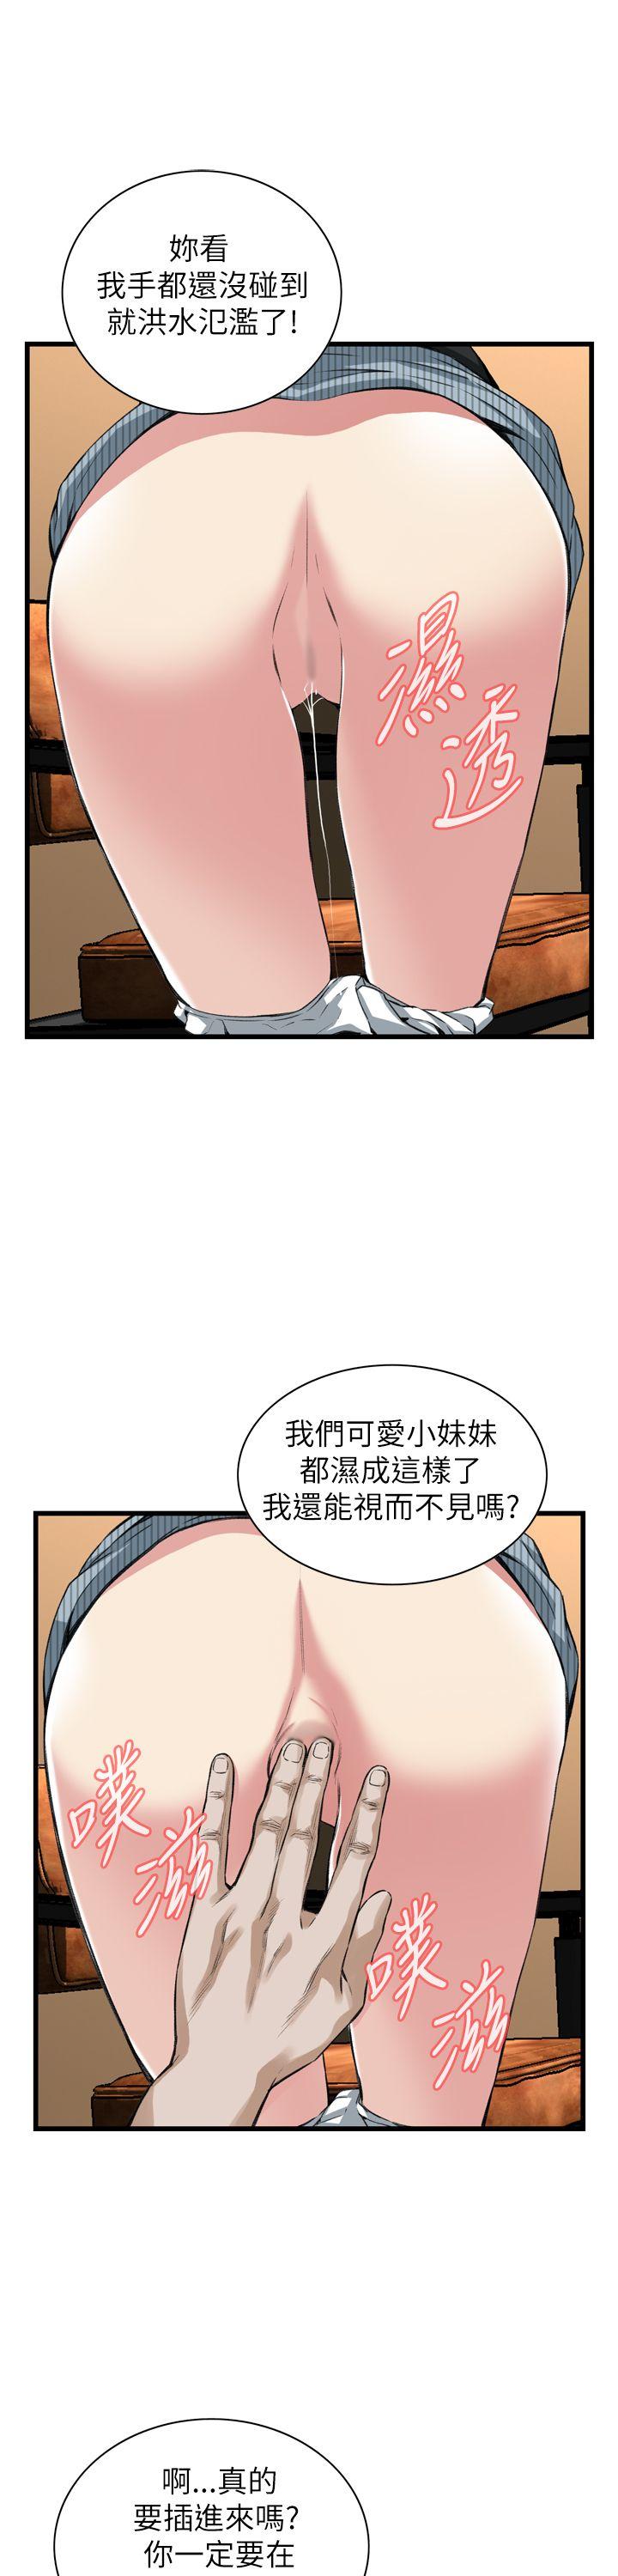 妳看
我手都還沒碰到
就洪水氾濫了!
濕透
我們可愛小妹妹
都濕成這樣了
我還能視而不見嗎?
噗滋
噗滋
啊...真的
要插進來嗎?
你一定要在